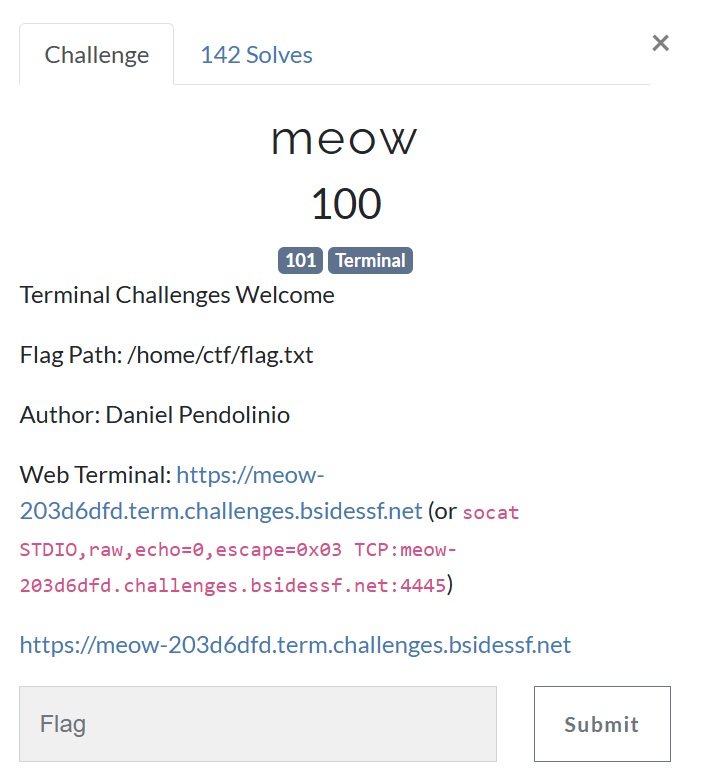 Challenge
142 Solves
×
meow
100
101 Terminal
Terminal Challenges Welcome
Flag Path: /home/ctf/flag.txt
Author: Daniel Pendolinio
Web Terminal: https://meow-
203d6dfd.term.challenges.bsidessf.net (or socat
STDIO,raw,echo=0,escape=0x03 TCP:meow-
203d6dfd.challenges.bsidessf.net:4445)
https://meow-203d6dfd.term.challenges.bsidessf.net
Flag
Submit